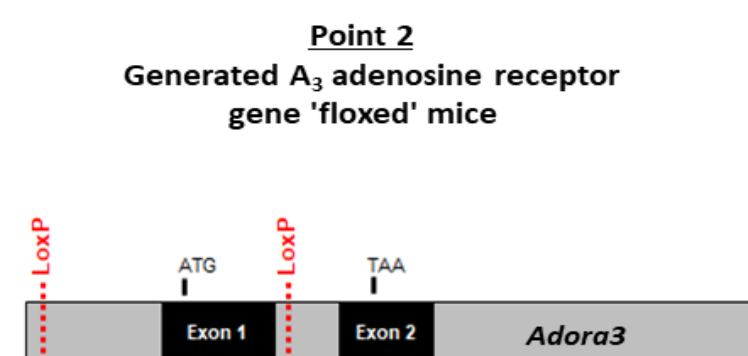 Point 2
Generated A₃ adenosine receptor
gene 'floxed' mice
LoxP
ATG
LoxP
TAA
Exon 1
Exon 2
Adora3